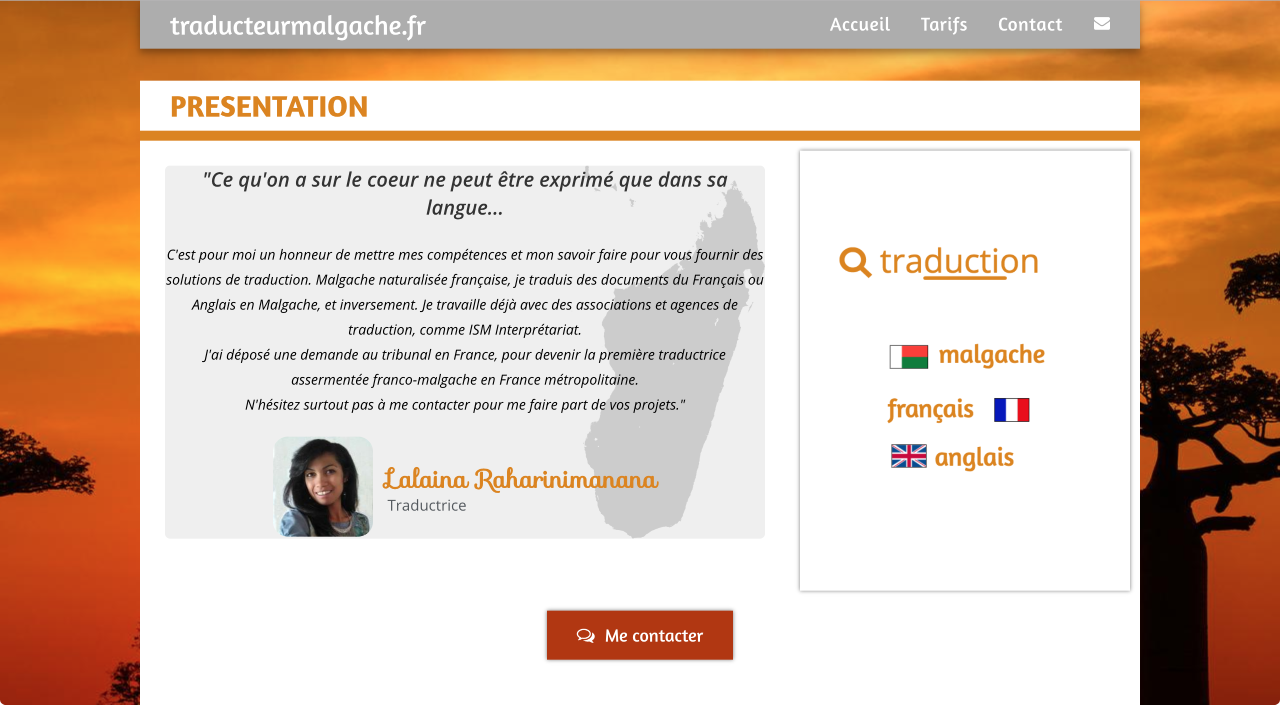 traducteurmalgache.fr
Accueil Tarifs Contact
PRESENTATION
"Ce qu'on a sur le coeur ne peut être exprimé que dans sa
langue...
C'est pour moi un honneur de mettre mes compétences et mon savoir faire pour vous fournir des
solutions de traduction. Malgache naturalisée française, je traduis des documents du Français ou
Anglais en Malgache, et inversement. Je travaille déjà avec des associations et agences de
traduction, comme ISM Interprétariat.
J'ai déposé une demande au tribunal en France, pour devenir la première traductrice
assermentée franco-malgache en France métropolitaine.
N'hésitez surtout pas à me contacter pour me faire part de vos projets."
Lalaina Raharinimanana
Traductrice
traduction
malgache
français
anglais
Me contacter